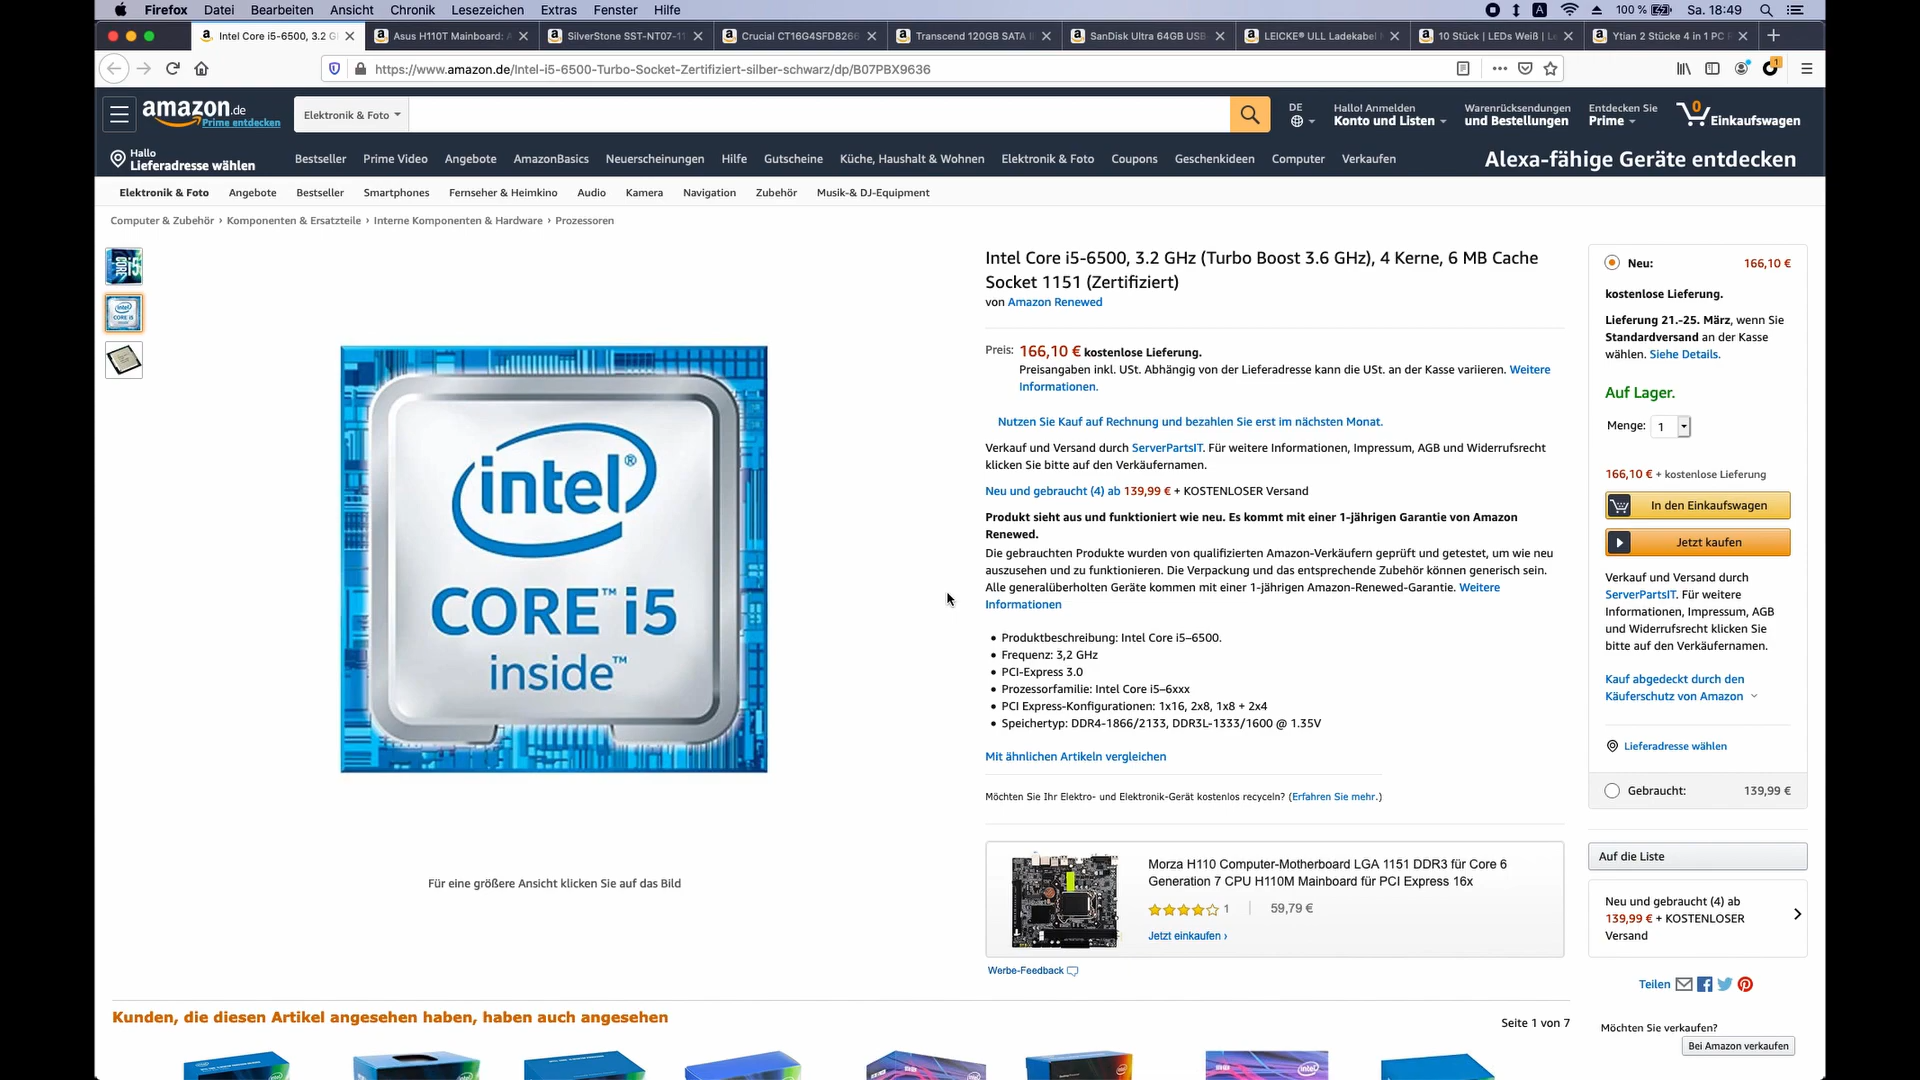 Firefox Datei Bearbeiten Ansicht Chronik Lesezeichen Extras Fenster Hilfe
100 % Sa. 18:49
Intel Core i5-6500, 3.2 G
Asus H110T Mainboard: A
SilverStone SST-NT07-11
Crucial CT16G4SFD8266
Transcend 120GB SATA II
SanDisk Ultra 64GB USB-
LEICKE® ULL Ladekabel
10 Stück | LEDs Weiß | L
Ytian 2 Stücke 4 in 1 PC
https://www.amazon.de/Intel-i5-6500-Turbo-Socket-Zertifiziert-silber-schwarz/dp/B07PBX9636
amazon.de
Prime entdecken
Elektronik & Foto
DE
Hallo! Anmelden
Konto und Listen
Warenrücksendungen
und Bestellungen
Entdecken Sie
Prime
0
Einkaufswagen
Hallo
Lieferadresse wählen
Bestseller Prime Video Angebote AmazonBasics Neuerscheinungen Hilfe Gutscheine Küche, Haushalt & Wohnen Elektronik & Foto Coupons Geschenkideen Computer Verkaufen
Alexa-fähige Geräte entdecken
Elektronik & Foto Angebote Bestseller Smartphones Fernseher & Heimkino Audio Kamera Navigation Zubehör Musik-& DJ-Equipment
Computer & Zubehör › Komponenten & Ersatzteile › Interne Komponenten & Hardware › Prozessoren
intel®
CORE™ i5
inside™
Für eine größere Ansicht klicken Sie auf das Bild
Intel Core i5-6500, 3.2 GHz (Turbo Boost 3.6 GHz), 4 Kerne, 6 MB Cache
Socket 1151 (Zertifiziert)
von Amazon Renewed
Preis: 166,10 € kostenlose Lieferung.
Preisangaben inkl. USt. Abhängig von der Lieferadresse kann die USt. an der Kasse variieren. Weitere
Informationen.
Nutzen Sie Kauf auf Rechnung und bezahlen Sie erst im nächsten Monat.
Verkauf und Versand durch ServerPartsIT. Für weitere Informationen, Impressum, AGB und Widerrufsrecht
klicken Sie bitte auf den Verkäufernamen.
Neu und gebraucht (4) ab 139,99 € + KOSTENLOSER Versand
Produkt sieht aus und funktioniert wie neu. Es kommt mit einer 1-jährigen Garantie von Amazon
Renewed.
Die gebrauchten Produkte wurden von qualifizierten Amazon-Verkäufern geprüft und getestet, um wie neu
auszusehen und zu funktionieren. Die Verpackung und das entsprechende Zubehör können generisch sein.
Alle generalüberholten Geräte kommen mit einer 1-jährigen Amazon-Renewed-Garantie. Weitere
Informationen
• Produktbeschreibung: Intel Core i5–6500.
• Frequenz: 3,2 GHz
• PCI-Express 3.0
• Prozessorfamilie: Intel Core i5–6xxx
• PCI Express-Konfigurationen: 1x16, 2x8, 1x8 + 2x4
• Speichertyp: DDR4-1866/2133, DDR3L-1333/1600 @ 1.35V
Mit ähnlichen Artikeln vergleichen
Möchten Sie Ihr Elektro- und Elektronik-Gerät kostenlos recyceln? (Erfahren Sie mehr.)
Morza H110 Computer-Motherboard LGA 1151 DDR3 für Core 6
Generation 7 CPU H110M Mainboard für PCI Express 16x
1 | 59,79 €
Jetzt einkaufen ›
Werbe-Feedback
Neu: 166,10 €
kostenlose Lieferung.
Lieferung 21.-25. März, wenn Sie
Standardversand an der Kasse
wählen. Siehe Details.
Auf Lager.
Menge: 1
166,10 € + kostenlose Lieferung
In den Einkaufswagen
Jetzt kaufen
Verkauf und Versand durch
ServerPartsIT. Für weitere
Informationen, Impressum, AGB
und Widerrufsrecht klicken Sie
bitte auf den Verkäufernamen.
Kauf abgedeckt durch den
Käuferschutz von Amazon
Lieferadresse wählen
Gebraucht: 139,99 €
Auf die Liste
Neu und gebraucht (4) ab
139,99 € + KOSTENLOSER
Versand
Teilen
Möchten Sie verkaufen?
Bei Amazon verkaufen
Kunden, die diesen Artikel angesehen haben, haben auch angesehen
Seite 1 von 7